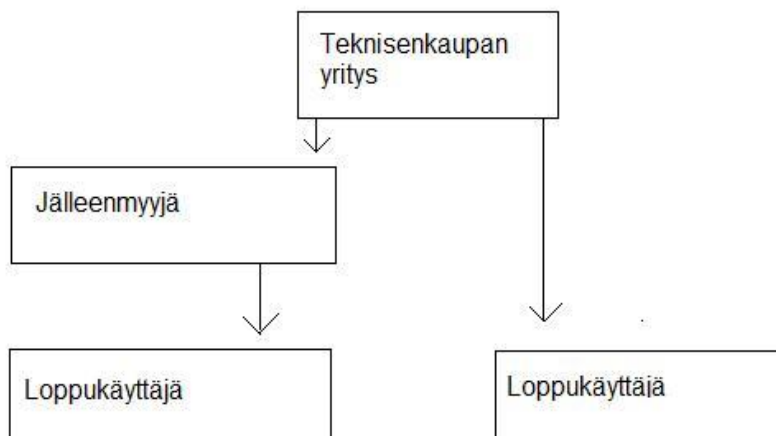 Teknisenkaupan
yritys
Jälleenmyyjä
Loppukäyttäjä
Loppukäyttäjä